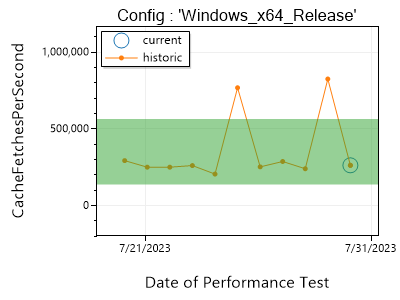 Config : 'Windows_x64_Release'
current
historic
CacheFetchesPerSecond
1,000,000
500,000
0
7/21/2023
7/31/2023
Date of Performance Test